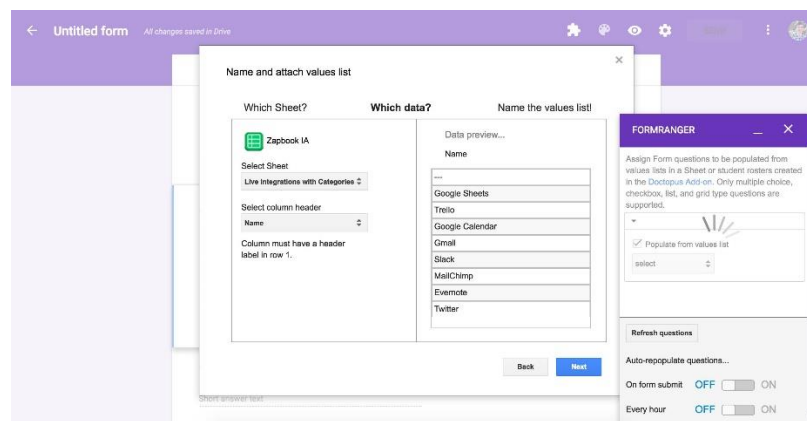 Untitled form
All changes saved in Drive
Name and attach values list
Which Sheet?
Which data?
Name the values list!
Zapbook IA
Select Sheet
Live Integrations with Categories
Select column header
Name
Column must have a header
label in row 1.
Data preview...
Name
---
Google Sheets
Trello
Google Calendar
Gmail
Slack
MailChimp
Evernote
Twitter
Back
Next
FORMRANGER
Assign Form questions to be populated from
values lists in a Sheet or student rosters created
in the Doctopus Add-on. Only multiple choice,
checkbox, list, and grid type questions are
supported.
Populate from values list
select
Refresh questions
Auto-repopulate questions...
On form submit OFF ON
Every hour OFF ON
Short answer text